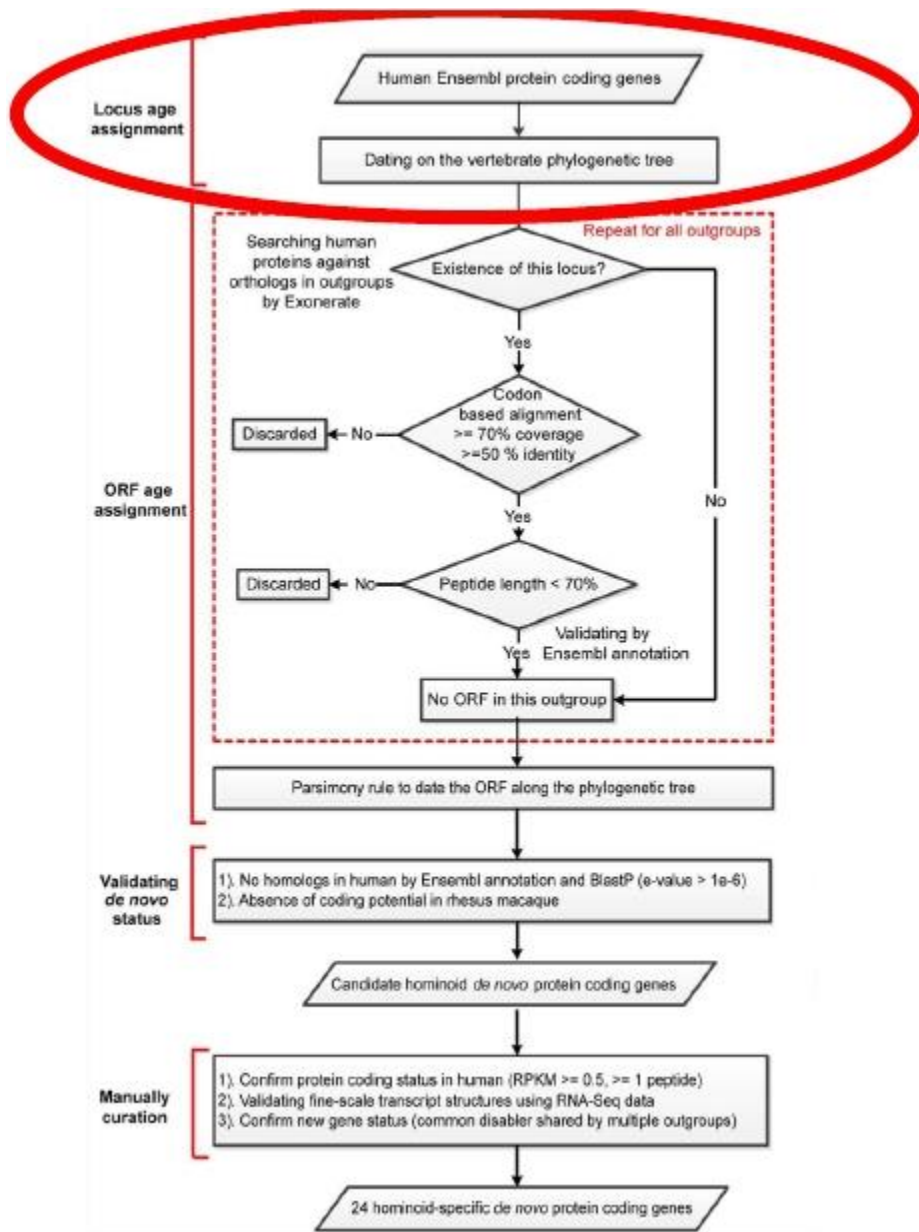 Human Ensembl protein coding genes
Locus age
assignment
Dating on the vertebrate phylogenetic tree
Repeat for all outgroups
Searching human
proteins against
orthologs in outgroups
by Exonerate
Existence of this locus?
Yes
Codon
based alignment
>= 70% coverage
>=50 % identity
No
Discarded
No
ORF age
assignment
Yes
Peptide length < 70%
No
Discarded
Yes
Validating by
Ensembl annotation
No ORF in this outgroup
Parsimony rule to date the ORF along the phylogenetic tree
Validating
de novo
status
1). No homologs in human by Ensembl annotation and BlastP (e-value > 1e-6)
2). Absence of coding potential in rhesus macaque
Candidate hominoid de novo protein coding genes
Manually
curation
1). Confirm protein coding status in human (RPKM >= 0.5, >= 1 peptide)
2). Validating fine-scale transcript structures using RNA-Seq data
3). Confirm new gene status (common disabler shared by multiple outgroups)
24 hominoid-specific de novo protein coding genes